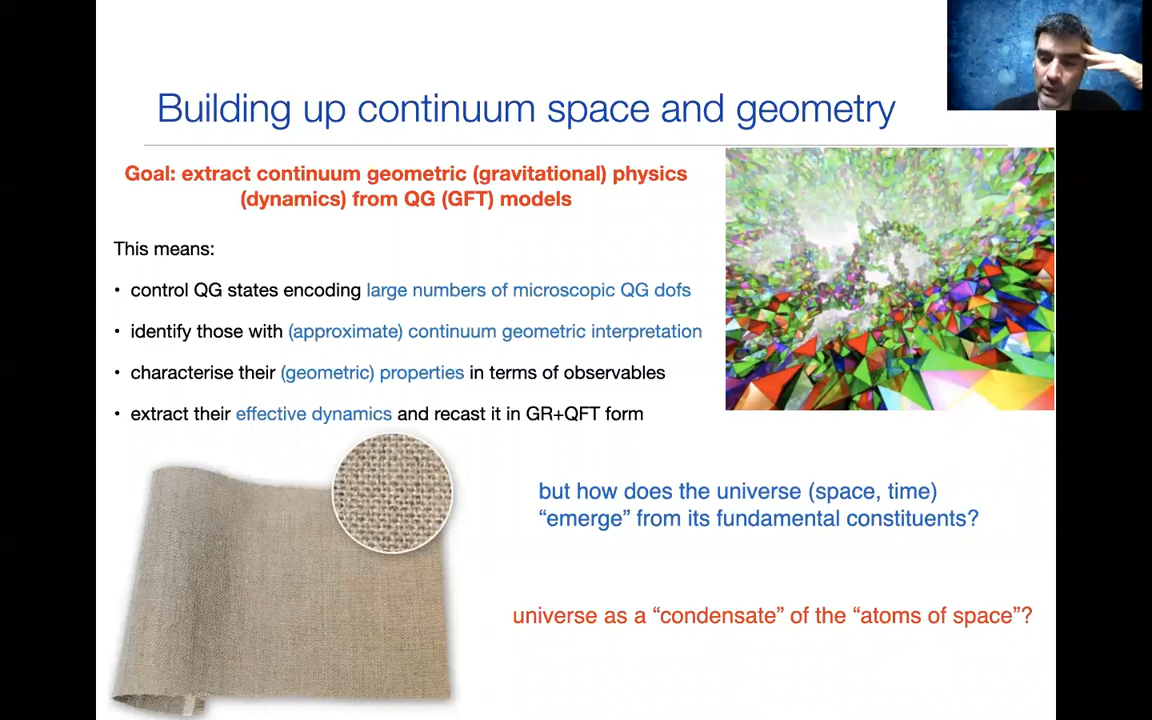 Building up continuum space and geometry
Goal: extract continuum geometric (gravitational) physics
(dynamics) from QG (GFT) models
This means:
• control QG states encoding large numbers of microscopic QG dofs
• identify those with (approximate) continuum geometric interpretation
• characterise their (geometric) properties in terms of observables
• extract their effective dynamics and recast it in GR+QFT form
but how does the universe (space, time)
“emerge” from its fundamental constituents?
universe as a “condensate” of the “atoms of space”?